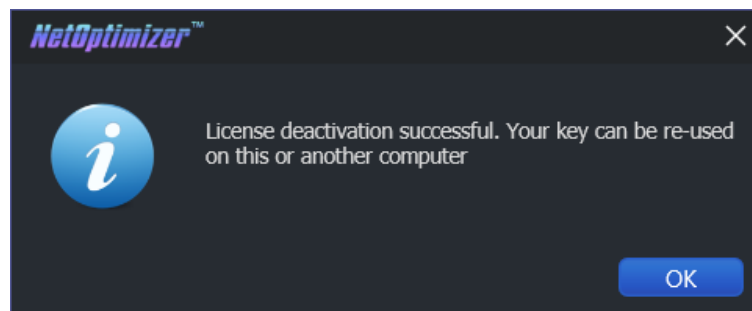 NetOptimizer™
License deactivation successful. Your key can be re-used
on this or another computer
OK